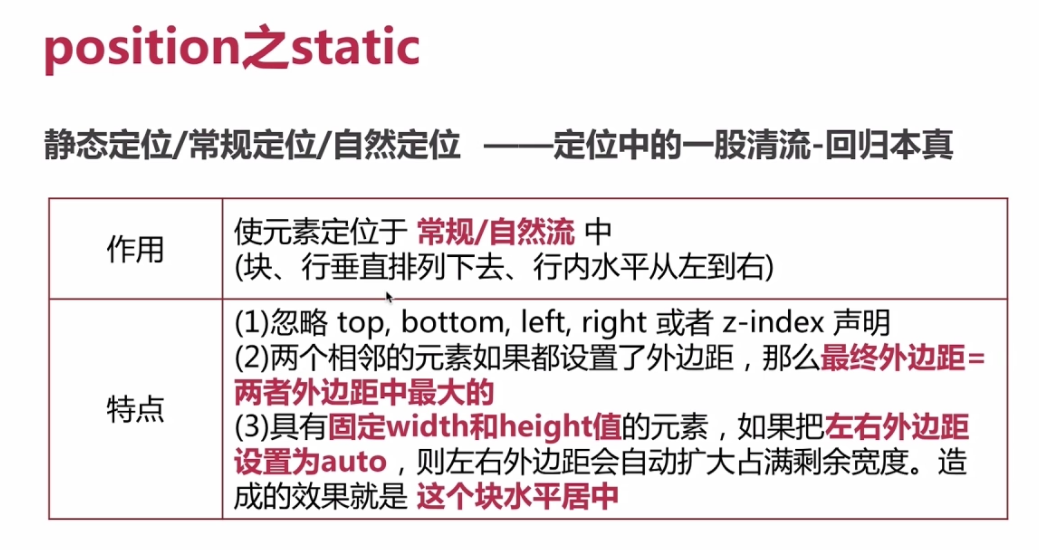 position之static
静态定位/常规定位/自然定位 ——定位中的一股清流-回归本真
作用
使元素定位于 常规/自然流 中
(块、行垂直排列下去、行内水平从左到右)
特点
(1)忽略 top, bottom, left, right 或者 z-index 声明
(2)两个相邻的元素如果都设置了外边距，那么最终外边距=
两者外边距中最大的
(3)具有固定width和height值的元素，如果把左右外边距
设置为auto，则左右外边距会自动扩大占满剩余宽度。造
成的效果就是 这个块水平居中